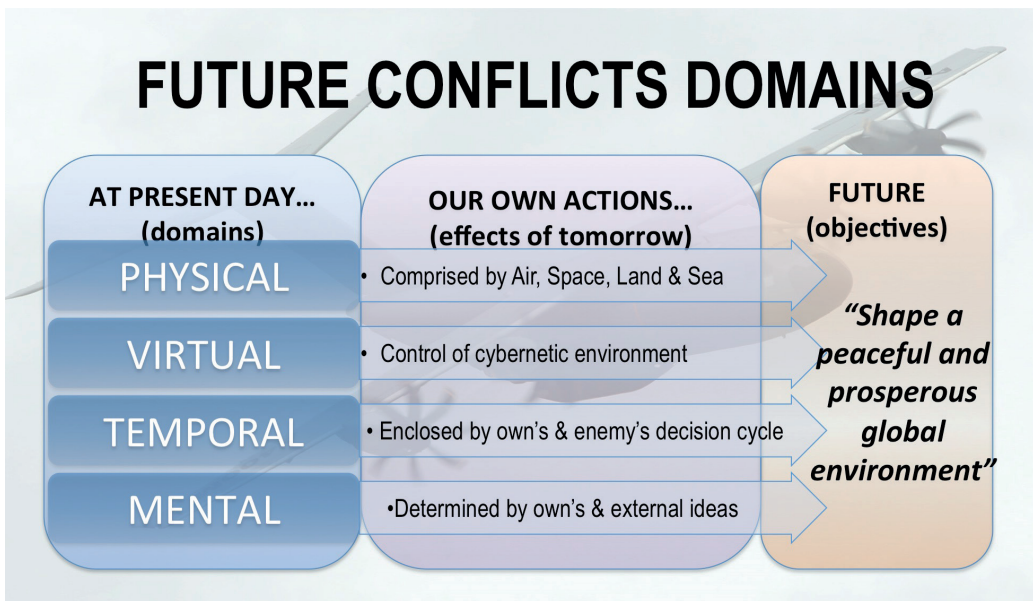 FUTURE CONFLICTS DOMAINS
AT PRESENT DAY...
(domains)
OUR OWN ACTIONS...
(effects of tomorrow)
FUTURE
(objectives)
PHYSICAL
• Comprised by Air, Space, Land & Sea
VIRTUAL
• Control of cybernetic environment
TEMPORAL
• Enclosed by own’s & enemy’s decision cycle
MENTAL
•Determined by own’s & external ideas
“Shape a
peaceful and
prosperous
global
environment”